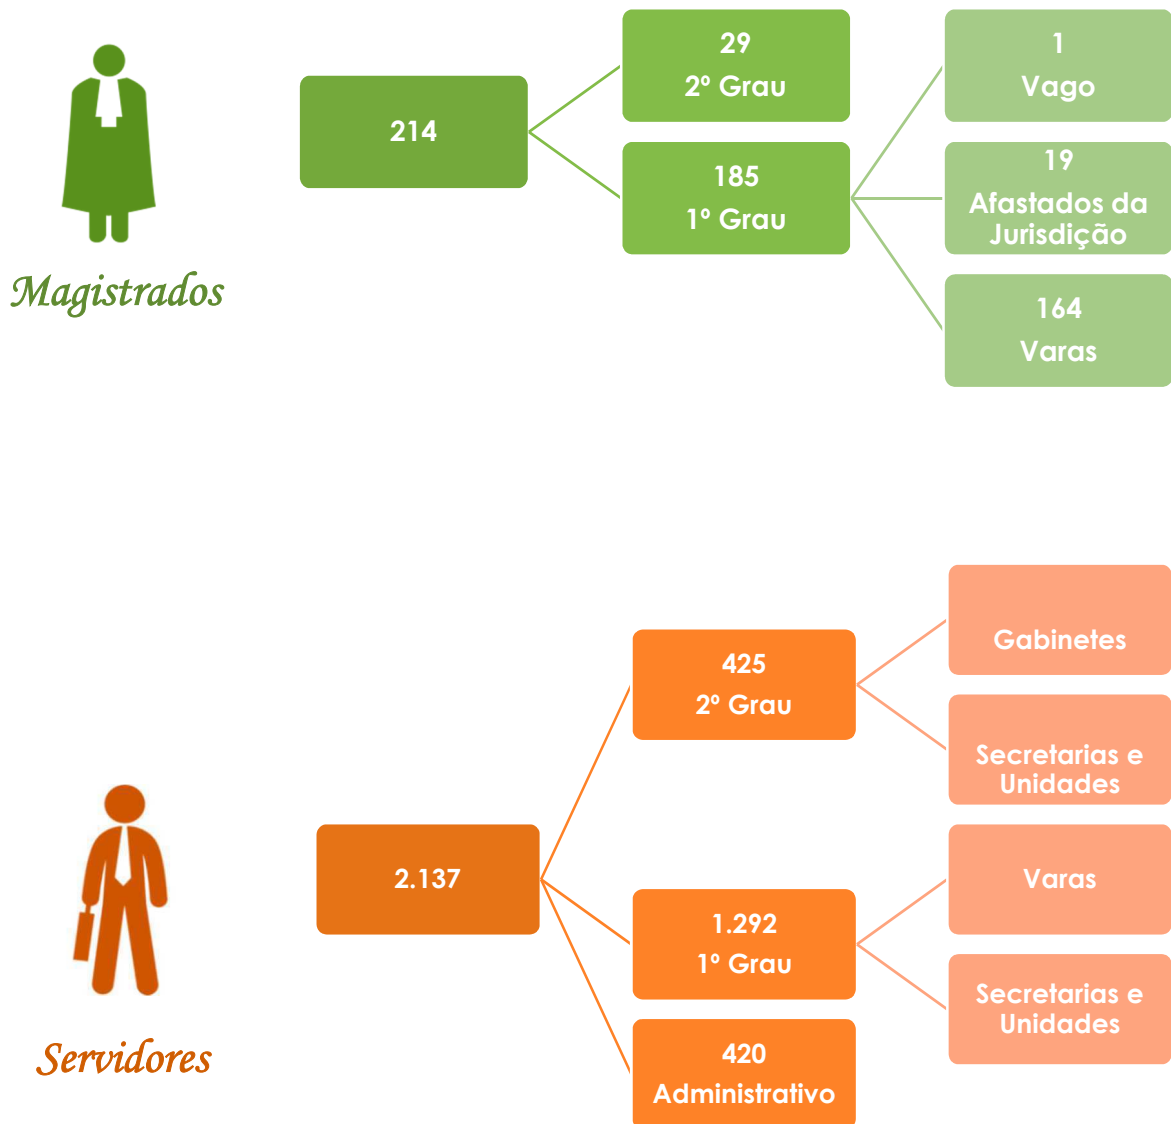 Magistrados
214
29
2º Grau
185
1º Grau
1
Vago
19
Afastados da
Jurisdição
164
Varas
Servidores
2.137
425
2º Grau
Gabinetes
Secretarias e
Unidades
1.292
1º Grau
Varas
Secretarias e
Unidades
420
Administrativo